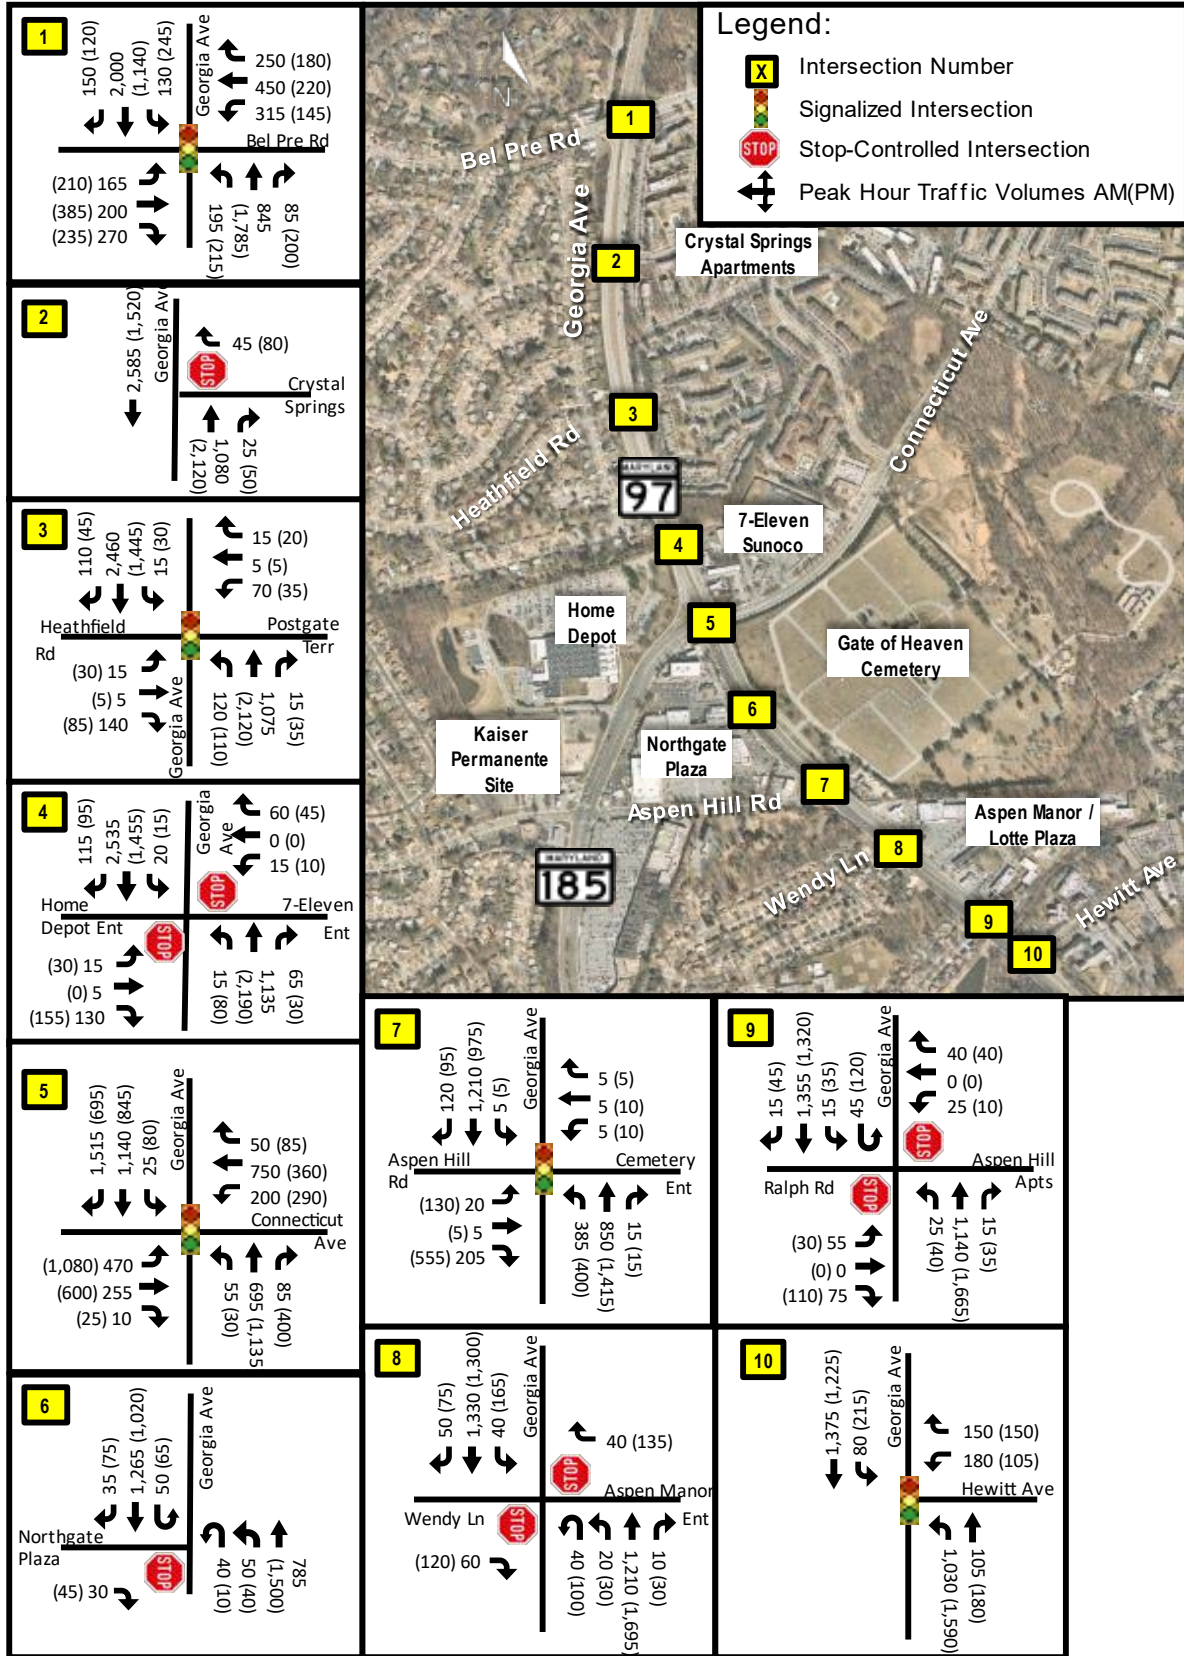 1
150 (120)
2,000
(1,140)
130 (245)
Georgia Ave
250 (180)
450 (220)
315 (145)
Bel Pre Rd
(210) 165
(385) 200
(235) 270
195 (215)
(1,785)
845
85 (200)
2
2,585 (1,520)
Georgia Ave
45 (80)
STOP
Crystal
Springs
(2,120)
1,080
25 (50)
3
110 (45)
2,460
(1,445)
15 (30)
15 (20)
5 (5)
70 (35)
Heathfield
Rd
Postgate
Terr
(30) 15
(5) 5
(85) 140
Georgia Ave
120 (110)
(2,120)
1,075
15 (35)
4
115 (95)
2,535
(1,455)
20 (15)
Georgia
Ave
60 (45)
0 (0)
15 (10)
STOP
Home
Depot Ent
7-Eleven
Ent
STOP
(30) 15
(0) 5
(155) 130
15 (80)
(2,190)
1,135
65 (30)
5
1,515 (695)
1,140 (845)
25 (80)
Georgia Ave
50 (85)
750 (360)
200 (290)
Connecticut
Ave
(1,080) 470
(600) 255
(25) 10
55 (30)
695 (1,135
85 (400)
6
35 (75)
1,265 (1,020)
50 (65)
Georgia Ave
Northgate
Plaza
STOP
(45) 30
40 (10)
50 (40)
(1,500)
785
N
Legend:
X Intersection Number
Signalized Intersection
STOP Stop-Controlled Intersection
Peak Hour Traffic Volumes AM(PM)
1
Bel Pre Rd
Georgia Ave
2
Crystal Springs
Apartments
Connecticut Ave
3
Heathfield Rd
MARYLAND
97
7-Eleven
Sunoco
4
Home
Depot
5
Gate of Heaven
Cemetery
6
Kaiser
Permanente
Site
Northgate
Plaza
7
Aspen Hill Rd
Aspen Manor /
Lotte Plaza
8
MARYLAND
185
Wendy Ln
Hewitt Ave
9
10
7
120 (95)
1,210 (975)
5 (5)
Georgia Ave
5 (5)
5 (10)
5 (10)
Aspen Hill
Rd
Cemetery
Ent
(130) 20
(5) 5
(555) 205
385 (400)
850 (1,415)
15 (15)
8
50 (75)
1,330 (1,300)
40 (165)
Georgia Ave
40 (135)
STOP
Aspen Manor
Ent
Wendy Ln
STOP
(120) 60
40 (100)
20 (30)
1,210 (1,695)
10 (30)
9
15 (45)
1,355 (1,320)
15 (35)
45 (120)
Georgia Ave
40 (40)
0 (0)
25 (10)
STOP
Aspen Hill
Apts
Ralph Rd
STOP
(30) 55
(0) 0
(110) 75
25 (40)
1,140 (1,665)
15 (35)
10
1,375 (1,225)
80 (215)
Georgia Ave
150 (150)
180 (105)
Hewitt Ave
1,030 (1,590)
105 (180)